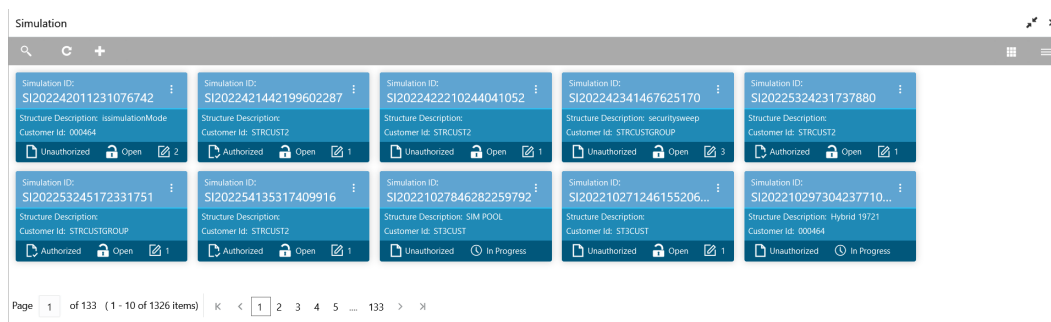 Simulation
Simulation ID:
SI202242011231076742
Structure Description: issimulationMode
Customer Id: 000464
Unauthorized Open 2
Simulation ID:
SI2022421442199602287
Structure Description:
Customer Id: STRCUST2
Authorized Open 1
Simulation ID:
SI2022422210244041052
Structure Description:
Customer Id: STRCUST2
Unauthorized Open 1
Simulation ID:
SI202242341467625170
Structure Description: securitysweep
Customer Id: STRCUSTGROUP
Unauthorized Open 3
Simulation ID:
SI20225324231737880
Structure Description:
Customer Id: STRCUST2
Authorized Open 1
Simulation ID:
SI202253245172331751
Structure Description:
Customer Id: STRCUSTGROUP
Authorized Open 1
Simulation ID:
SI202254135317409916
Structure Description:
Customer Id: STRCUST2
Authorized Open 1
Simulation ID:
SI20221027846282259792
Structure Description: SIM POOL
Customer Id: ST3CUST
Unauthorized In Progress
Simulation ID:
SI202210271246155206...
Structure Description:
Customer Id: ST3CUST
Unauthorized Open 1
Simulation ID:
SI202210297304237710...
Structure Description: Hybrid 19721
Customer Id: 000464
Unauthorized In Progress
Page 1 of 133 (1 - 10 of 1326 items) 1 2 3 4 5 .... 133